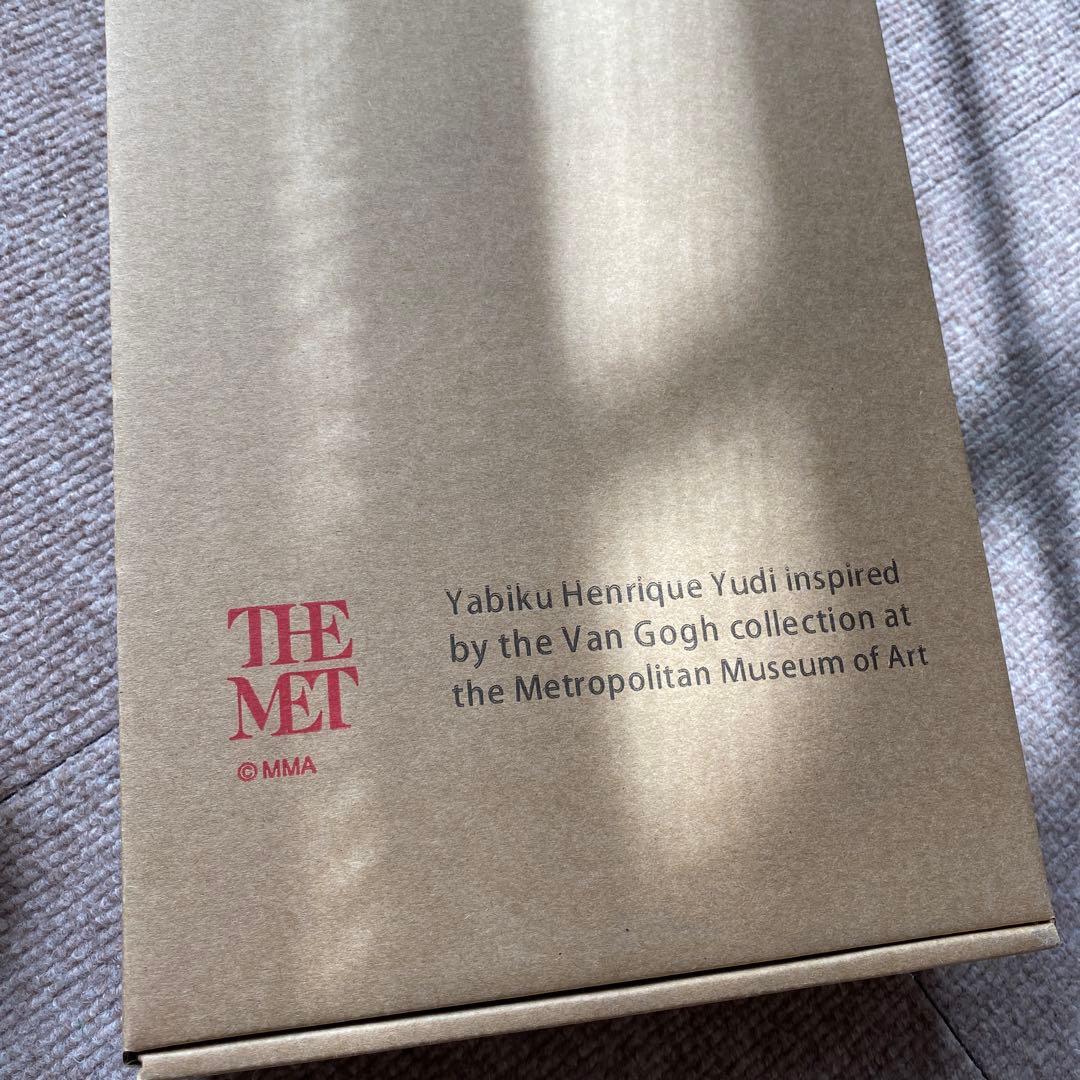 THE
MET
© MMA
Yabiku Henrique Yudi inspired
by the Van Gogh collection at
the Metropolitan Museum of Art